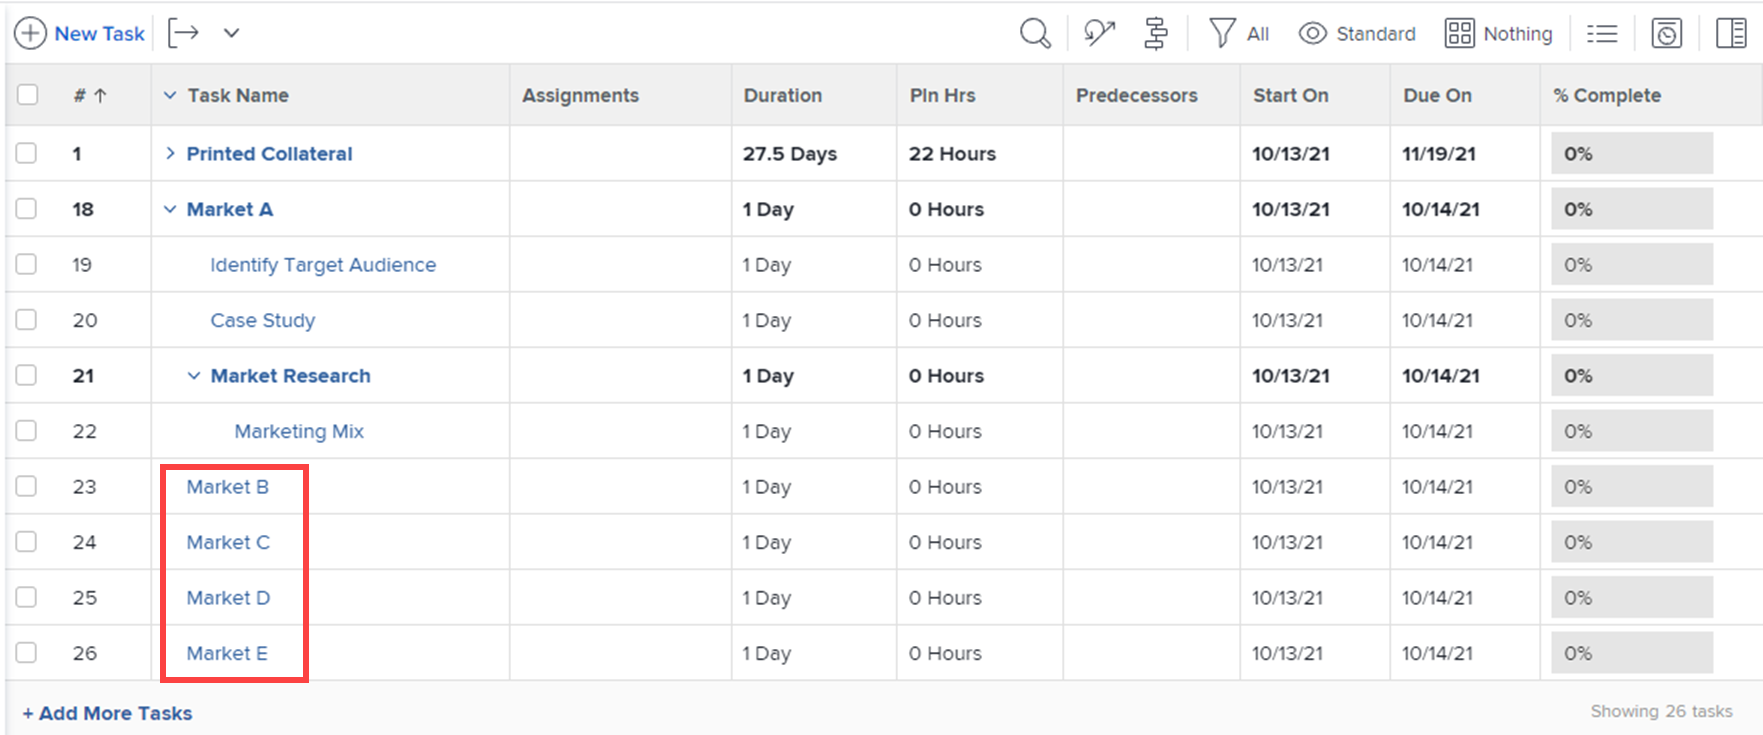 New Task All Standard Nothing
# Task Name Assignments Duration Pln Hrs Predecessors Start On Due On % Complete
1 Printed Collateral 27.5 Days 22 Hours 10/13/21 11/19/21 0%
18 Market A 1 Day 0 Hours 10/13/21 10/14/21 0%
19 Identify Target Audience 1 Day 0 Hours 10/13/21 10/14/21 0%
20 Case Study 1 Day 0 Hours 10/13/21 10/14/21 0%
21 Market Research 1 Day 0 Hours 10/13/21 10/14/21 0%
22 Marketing Mix 1 Day 0 Hours 10/13/21 10/14/21 0%
23 Market B 1 Day 0 Hours 10/13/21 10/14/21 0%
24 Market C 1 Day 0 Hours 10/13/21 10/14/21 0%
25 Market D 1 Day 0 Hours 10/13/21 10/14/21 0%
26 Market E 1 Day 0 Hours 10/13/21 10/14/21 0%
+ Add More Tasks Showing 26 tasks